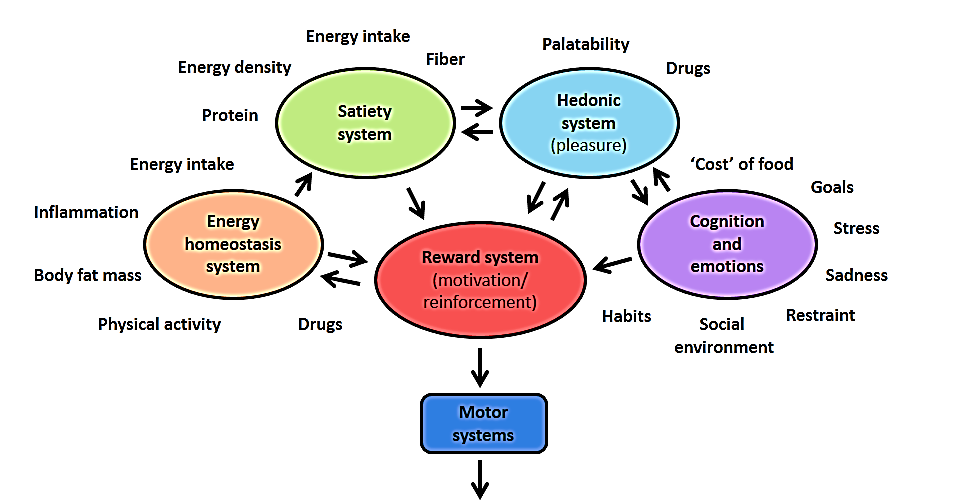 Energy intake
Palatability
Energy density
Fiber
Drugs
Protein
Satiety
system
Hedonic
system
(pleasure)
Energy intake
‘Cost’ of food
Inflammation
Goals
Energy
homeostasis
system
Cognition
and
emotions
Stress
Body fat mass
Reward system
(motivation/
reinforcement)
Sadness
Physical activity
Drugs
Habits
Social
environment
Restraint
Motor
systems